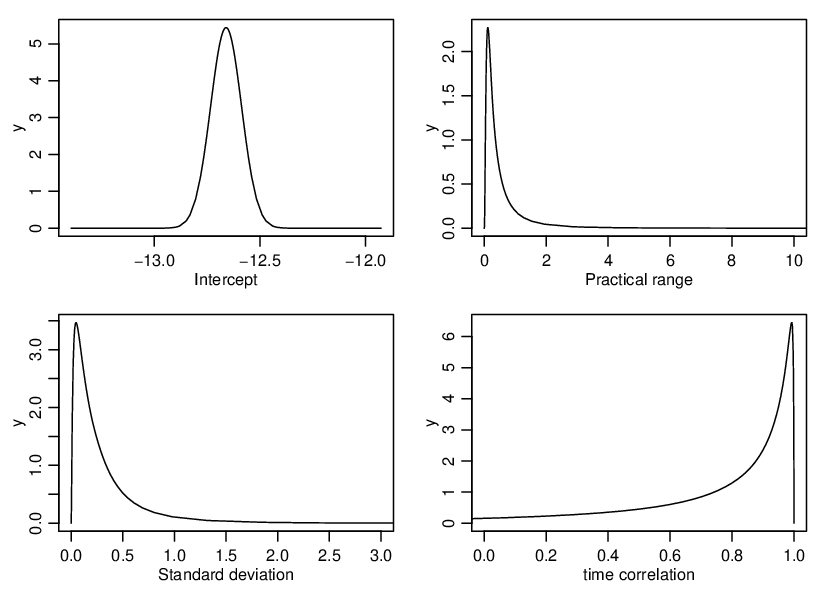 y
5
4
3
2
1
0
−13.0 −12.5 −12.0
Intercept
y
2.0
1.5
1.0
0.5
0.0
0 2 4 6 8 10
Practical range
y
3.0
2.0
1.0
0.0
0.0 0.5 1.0 1.5 2.0 2.5 3.0
Standard deviation
y
6
5
4
3
2
1
0
0.0 0.2 0.4 0.6 0.8 1.0
time correlation